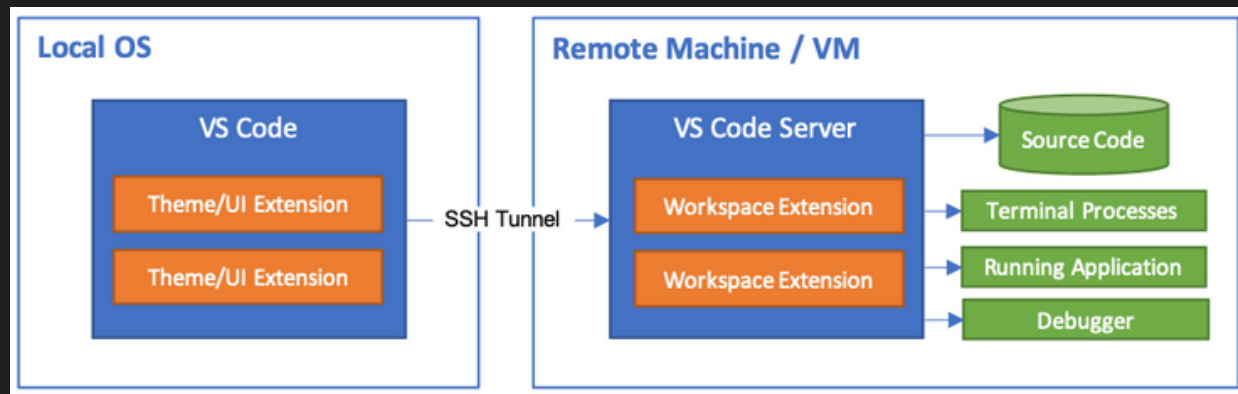 Local OS
VS Code
Theme/UI Extension
Theme/UI Extension
SSH Tunnel
Remote Machine / VM
VS Code Server
Workspace Extension
Workspace Extension
Source Code
Terminal Processes
Running Application
Debugger